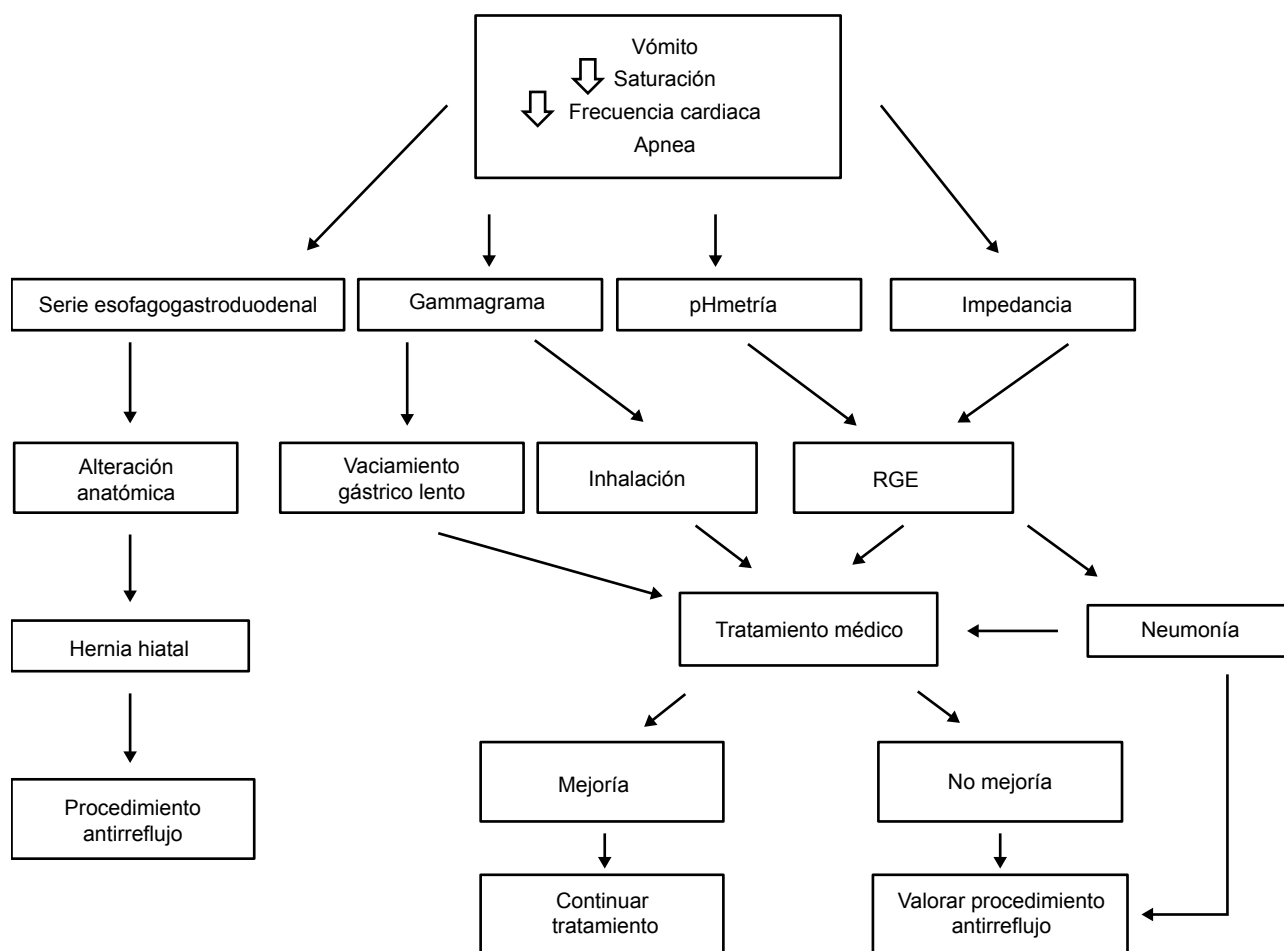 Vómito
Saturación
Frecuencia cardiaca
Apnea
Serie esofagogastroduodenal
Gammagrama
pHmetría
Impedancia
Alteración
anatómica
Vaciamiento
gástrico lento
Inhalación
RGE
Hernia hiatal
Tratamiento médico
Neumonía
Procedimiento
antirreflujo
Mejoría
No mejoría
Continuar
tratamiento
Valorar procedimiento
antirreflujo